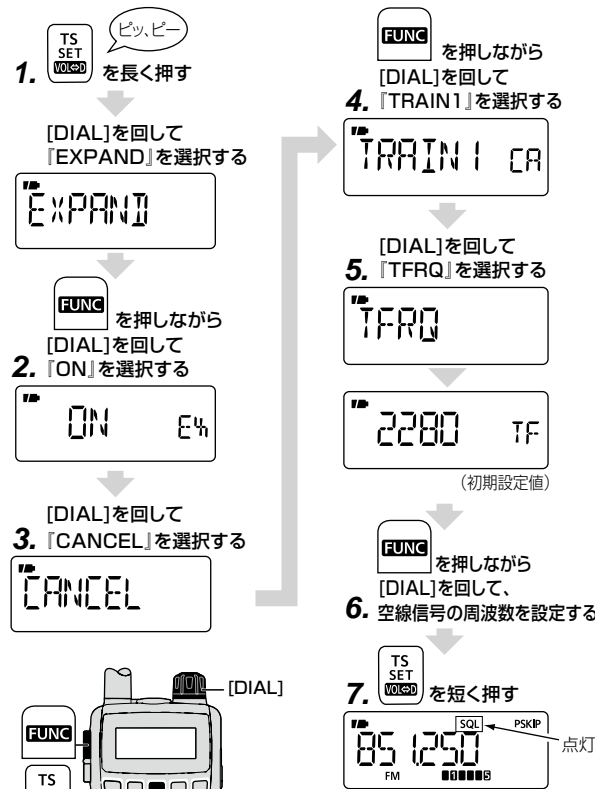 TS
SET
VOL⇔D
ピッ、ピー
1. を長く押す
[DIAL]を回して
『EXPAND』を選択する
EXPAND
FUNC
を押しながら
[DIAL]を回して
2. 『ON』を選択する
ON EX
[DIAL]を回して
3. 『CANCEL』を選択する
CANCEL
[DIAL]
FUNC
TS
FUNC
を押しながら
[DIAL]を回して
4. 『TRAIN1』を選択する
TRAIN1 CA
[DIAL]を回して
5. 『TFRQ』を選択する
TFRQ
2280 TF
(初期設定値)
FUNC
を押しながら
[DIAL]を回して、
6. 空線信号の周波数を設定する
TS
SET
VOL⇔D
7. を短く押す
SQL PSKIP
851.250
点灯
FM 1 5